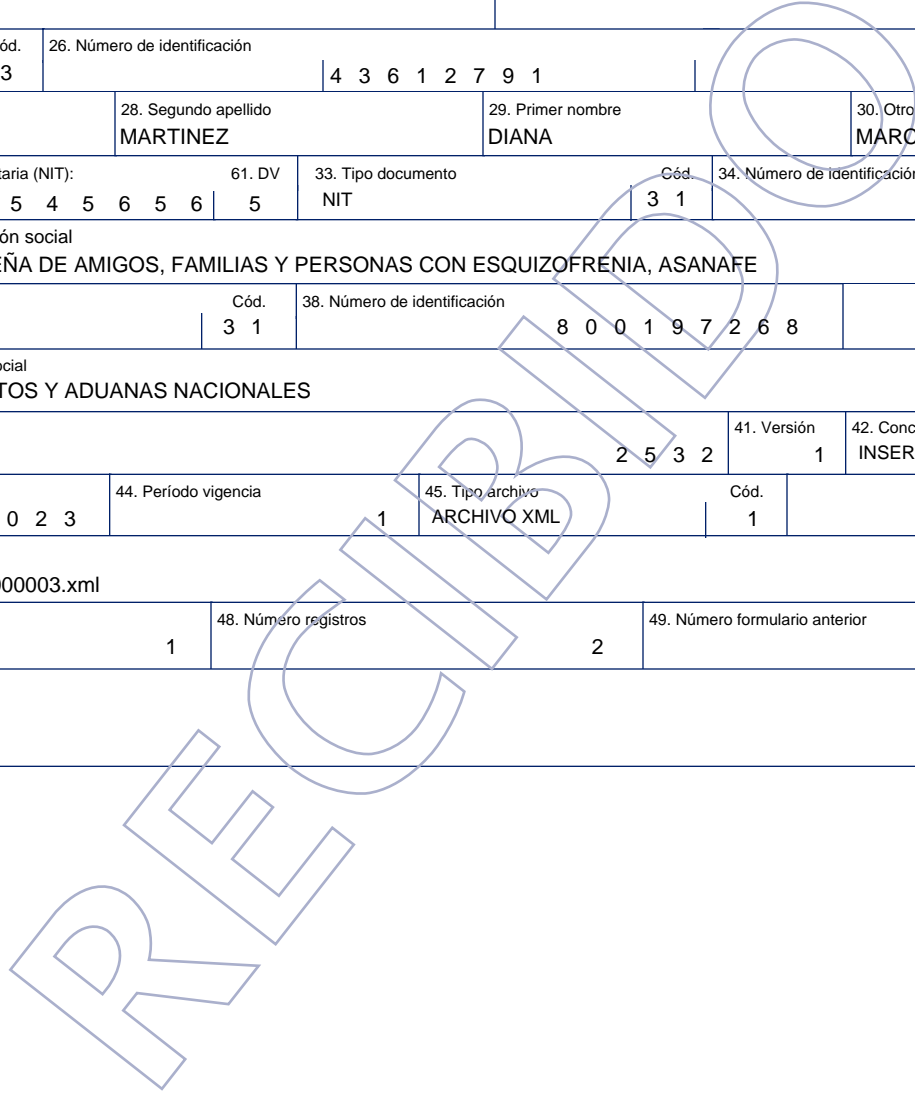 ód. 26. Número de identificación
3 4 3 6 1 2 7 9 1
28. Segundo apellido 29. Primer nombre 30. Otro
MARTINEZ DIANA MARC
taria (NIT): 61. DV 33. Tipo documento Cód. 34. Número de identificación
5 4 5 6 5 6 5 NIT 3 1
ón social
EÑA DE AMIGOS, FAMILIAS Y PERSONAS CON ESQUIZOFRENIA, ASANAFE
Cód. 38. Número de identificación
3 1 8 0 0 1 9 7 2 6 8
ocial
TOS Y ADUANAS NACIONALES
41. Versión 42. Conc
2 5 3 2 1 INSER
44. Período vigencia 45. Tipo archivo Cód.
0 2 3 1 ARCHIVO XML 1
000003.xml
48. Número registros 49. Número formulario anterior
1 2
RECIBIDO